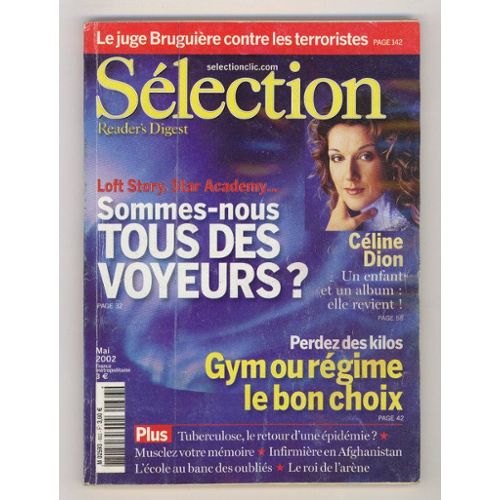 Le juge Bruguière contre les terroristes PAGE 142
selectionclic.com
Sélection
Reader's Digest
Loft Story, Star Academy...
Sommes-nous
TOUS DES
VOYEURS ?
PAGE 32
Céline
Dion
Un enfant
et un album :
elle revient !
PAGE 58
Perdez des kilos
Gym ou régime
le bon choix
PAGE 42
Mai
2002
France
métropolitaine
3 €
Plus Tuberculose, le retour d'une épidémie ? ★
Musclez votre mémoire ★ Infirmière en Afghanistan
L'école au banc des oubliés ★ Le roi de l'arène